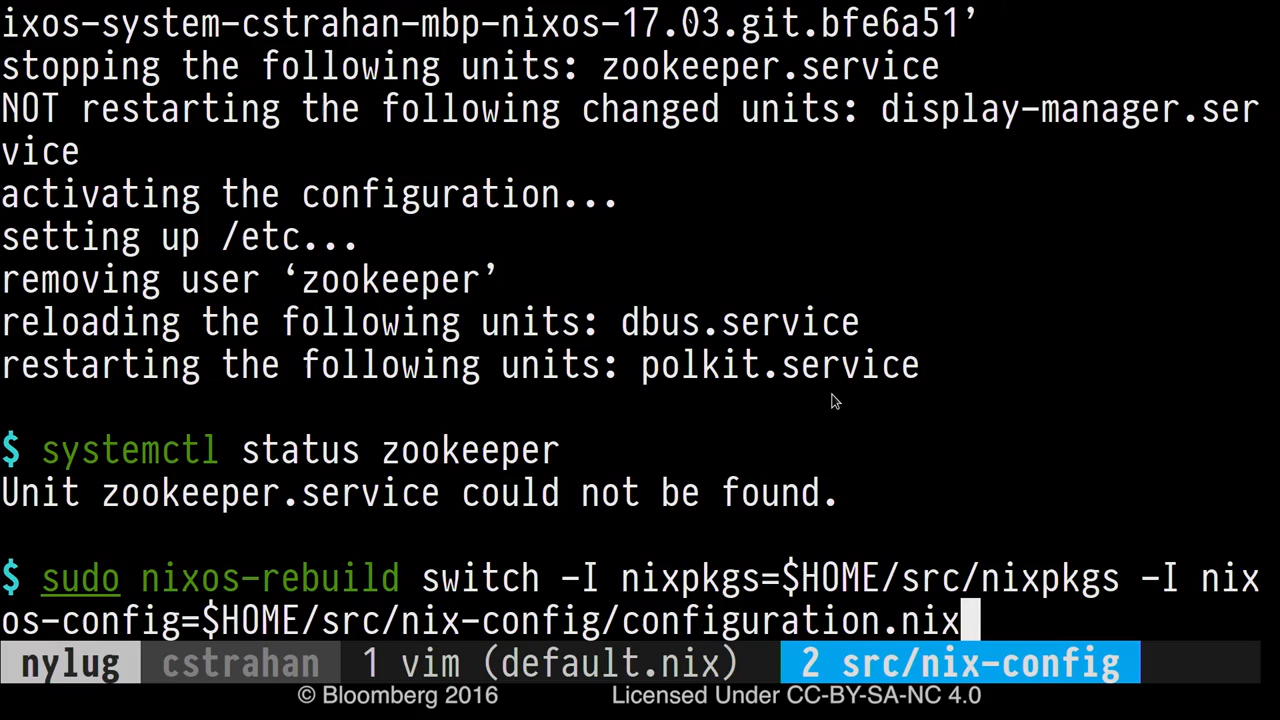 ixos-system-cstrahan-mbp-nixos-17.03.git.bfe6a51’
stopping the following units: zookeeper.service
NOT restarting the following changed units: display-manager.ser
vice
activating the configuration...
setting up /etc...
removing user ‘zookeeper’
reloading the following units: dbus.service
restarting the following units: polkit.service
$ systemctl status zookeeper
Unit zookeeper.service could not be found.
$ sudo nixos-rebuild switch -I nixpkgs=$HOME/src/nixpkgs -I nix
os-config=$HOME/src/nix-config/configuration.nix
nylug cstrahan 1 vim (default.nix) 2 src/nix-config
© Bloomberg 2016 Licensed Under CC-BY-SA-NC 4.0